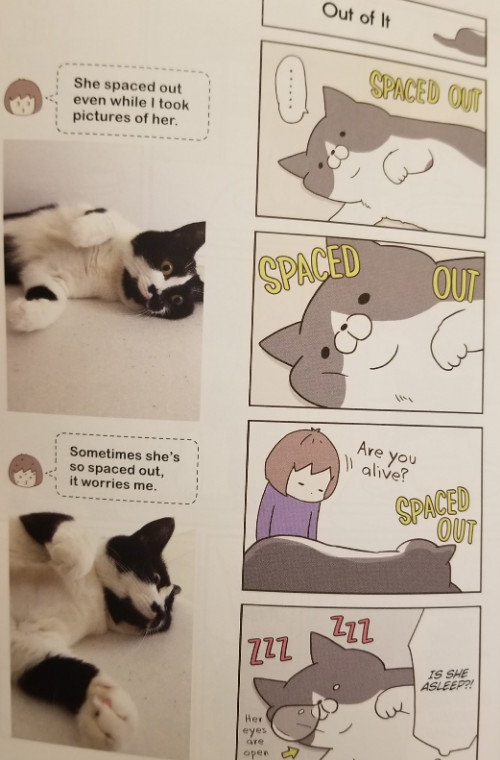 She spaced out
even while I took
pictures of her.
Sometimes she's
so spaced out,
it worries me.
Out of It
......
SPACED OUT
SPACED
OUT
Are you
alive?
SPACED
OUT
ZZZ
ZZZ
IS SHE
ASLEEP?!
Her
eyes
are
open